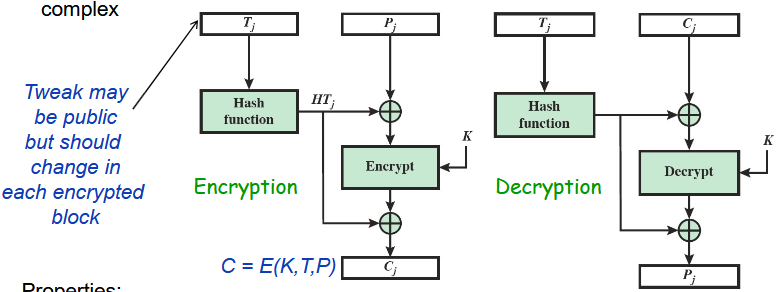 complex
Tweak may
be public
but should
change in
each encrypted
block
T_j
P_j
Hash
function
HT_j
K
Encrypt
Encryption
C = E(K,T,P)
C_j
T_j
C_j
Hash
function
K
Decrypt
Decryption
P_j
Properties: